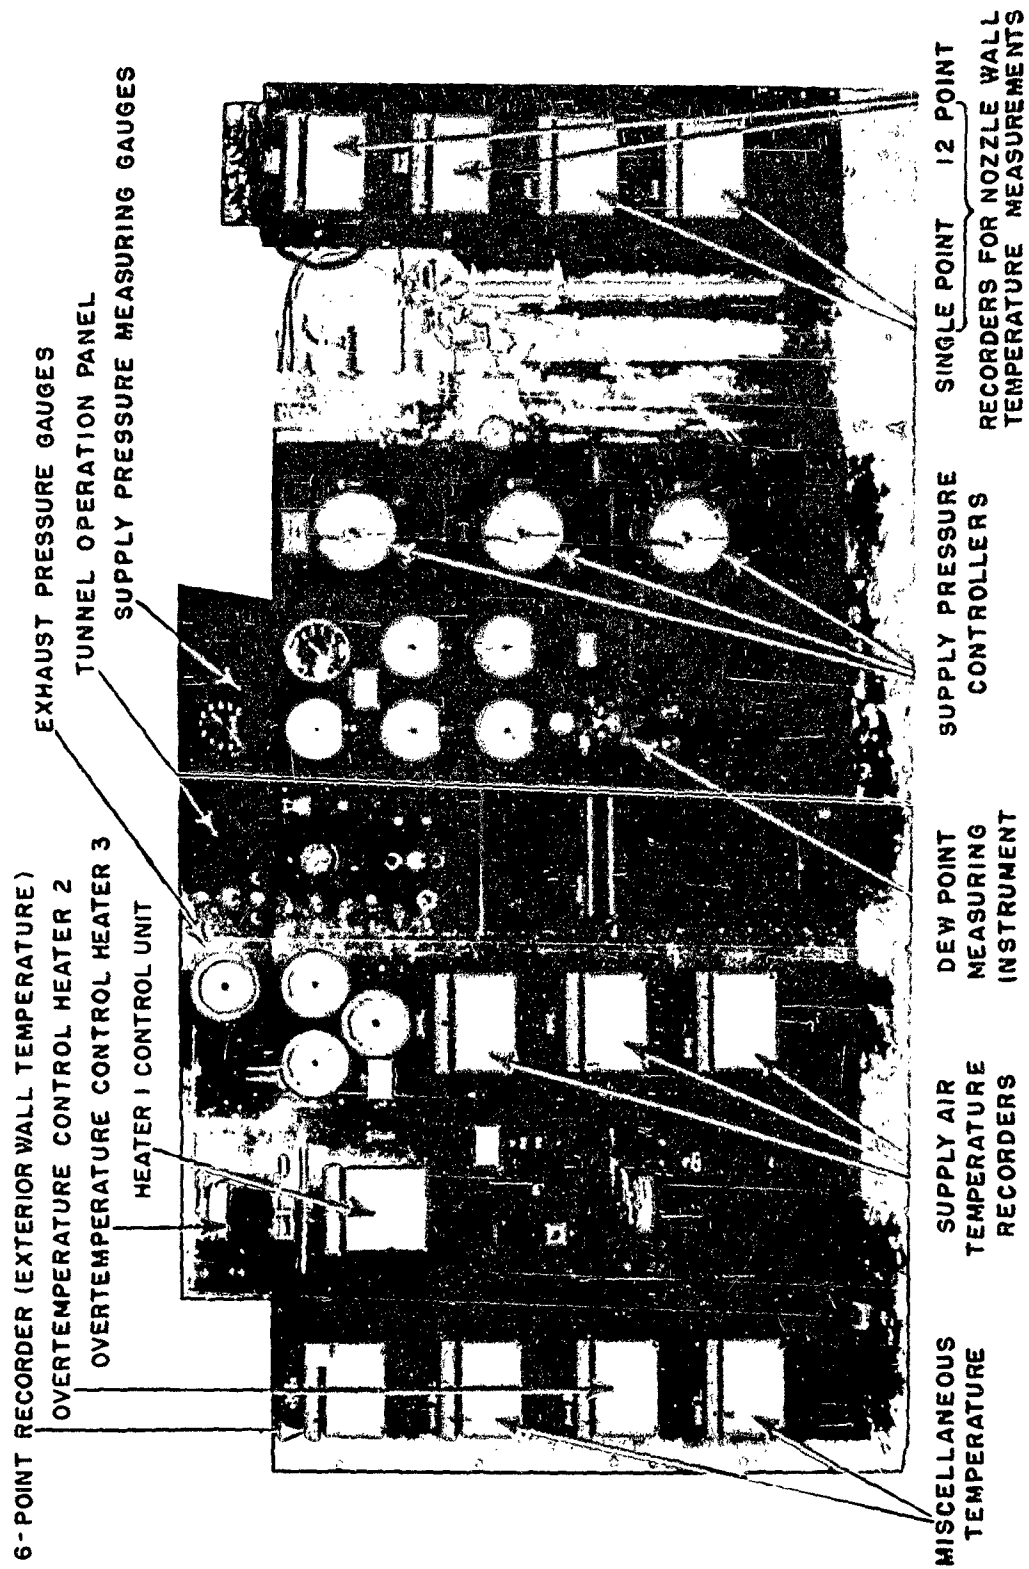 6-POINT RECORDER (EXTERIOR WALL TEMPERATURE)
OVERTEMPERATURE CONTROL HEATER 2
OVERTEMPERATURE CONTROL HEATER 3
HEATER 1 CONTROL UNIT
EXHAUST PRESSURE GAUGES
TUNNEL OPERATION PANEL
SUPPLY PRESSURE MEASURING GAUGES
MISCELLANEOUS
TEMPERATURE
SUPPLY AIR
TEMPERATURE
RECORDERS
DEW POINT
MEASURING
INSTRUMENT
SUPPLY PRESSURE
CONTROLLERS
SINGLE POINT 12 POINT
RECORDERS FOR NOZZLE WALL
TEMPERATURE MEASUREMENTS